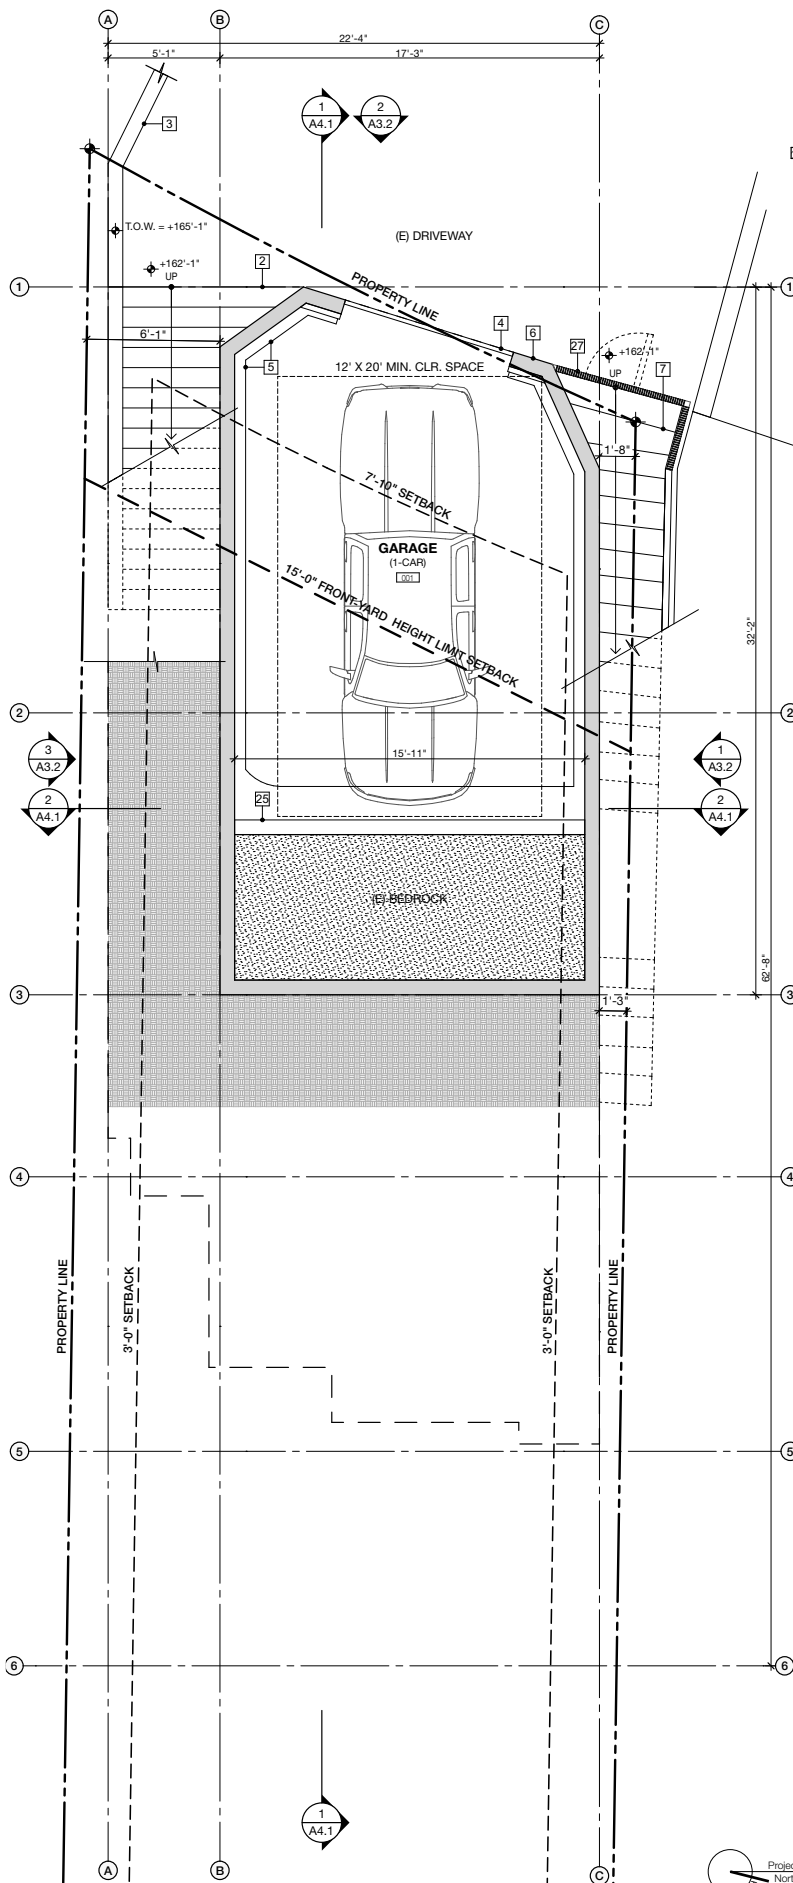 A
B
C
22'-4"
5'-1"
17'-3"
3
1
A4.1
2
A3.2
T.O.W. = +165'-1"
(E) DRIVEWAY
+162'-1"
UP
2
1
1
PROPERTY LINE
4
6
27
+162'-1"
UP
7
6'-1"
5
12' X 20' MIN. CLR. SPACE
1'-8"
7'-10" SETBACK
GARAGE
(1-CAR)
001
15'-0" FRONT-YARD HEIGHT LIMIT SETBACK
32'-2"
2
2
3
A3.2
15'-11"
1
A3.2
2
A4.1
25
2
A4.1
(E) BEDROCK
62'-8"
3
1'-3"
3
4
4
PROPERTY LINE
3'-0" SETBACK
3'-0" SETBACK
PROPERTY LINE
5
5
6
6
1
A4.1
A
B
C